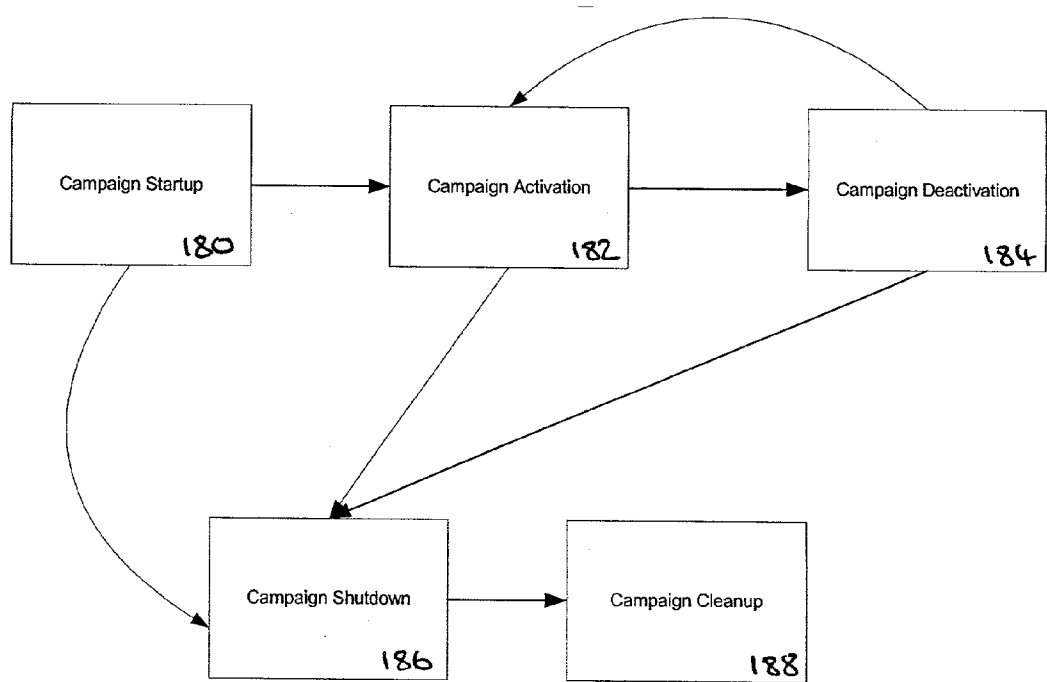 Campaign Startup
180
Campaign Activation
182
Campaign Deactivation
184
Campaign Shutdown
186
Campaign Cleanup
188